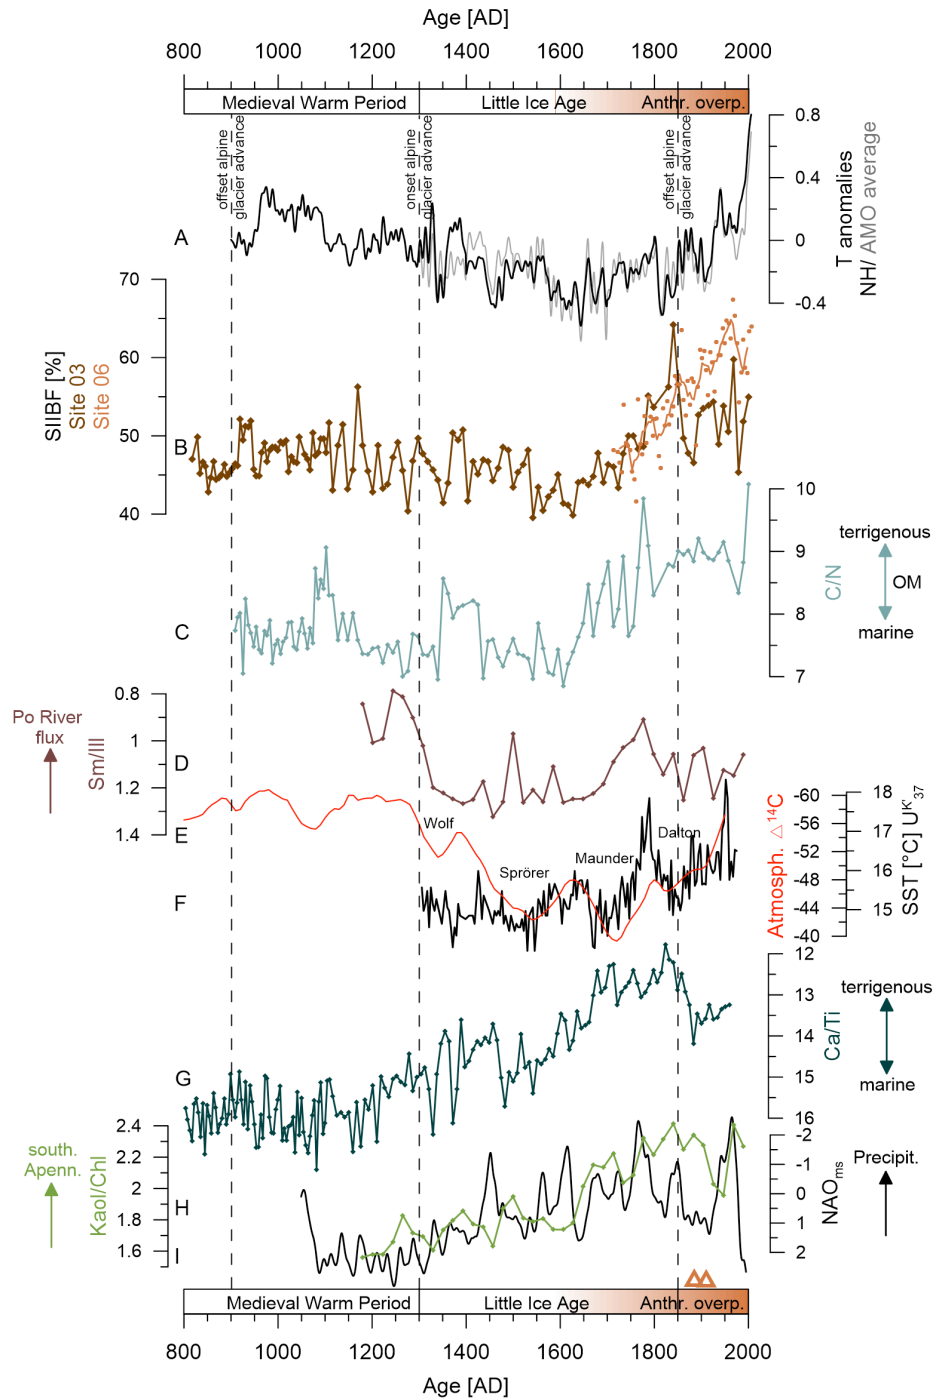 Age [AD]
800 1000 1200 1400 1600 1800 2000
Medieval Warm Period Little Ice Age Anthr. overp.
offset alpine
glacier advance
onset alpine
glacier advance
offset alpine
glacier advance
A
0.8
0.4
0
-0.4
T anomalies
NH/ AMO average
70
60
50
40
SIIBF [%]
Site 03
Site 06
B
10
9
8
7
C/N
terrigenous
OM
marine
C
Po River
flux
Sm/Ill
0.8
1
1.2
1.4
D
E
Wolf
Sprörer
Maunder
Dalton
F
-60
-56
-52
-48
-44
-40
Atmosph. △¹⁴C
18
17
16
15
SST [°C] Uᴷ'₃₇
12
13
14
15
16
Ca/Ti
terrigenous
marine
G
south.
Apenn.
Kaol/Chl
2.4
2.2
2
1.8
1.6
H
I
-2
-1
0
1
2
NAOms
Precipit.
Medieval Warm Period Little Ice Age Anthr. overp.
800 1000 1200 1400 1600 1800 2000
Age [AD]